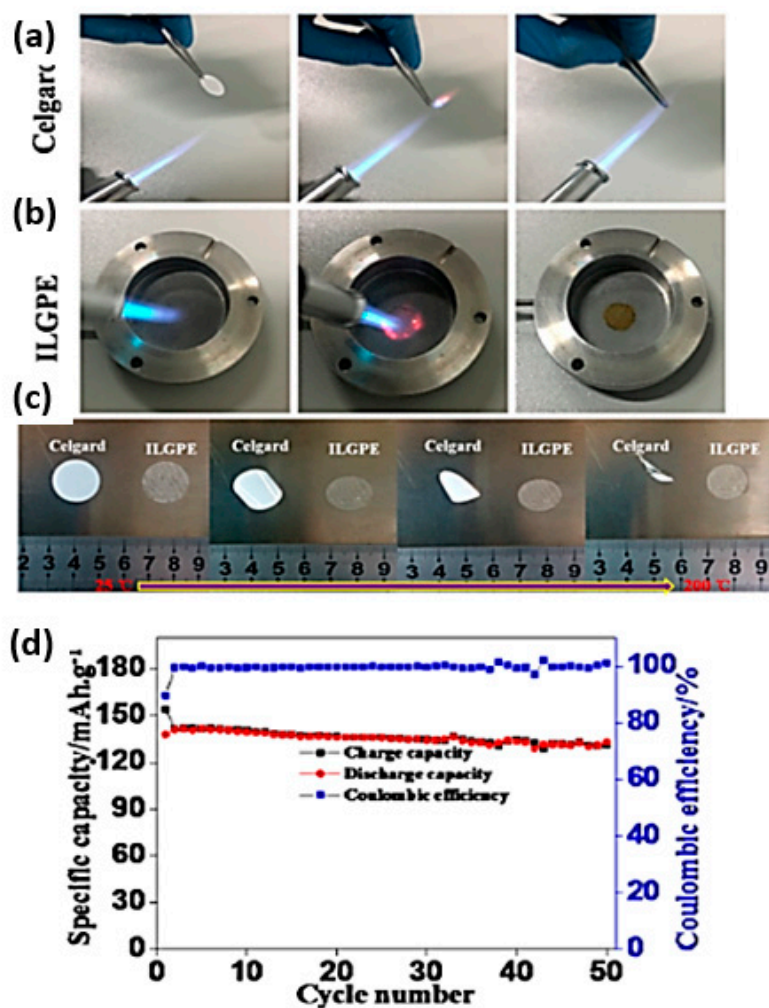 (a)
Celgard
(b)
ILGPE
(c)
Celgard ILGPE Celgard ILGPE Celgard ILGPE Celgard ILGPE
2 3 4 5 6 7 8 9 3 4 5 6 7 8 9 3 4 5 6 7 8 9 3 4 5 6 7 8 9
25 ℃ 200 ℃
(d)
Specific capacity/mAh.g⁻¹
180
150
120
90
60
30
0
Charge capacity
Discharge capacity
Coulombic efficiency
100
80
60
40
20
0
Coulombic efficiency/%
0 10 20 30 40 50
Cycle number